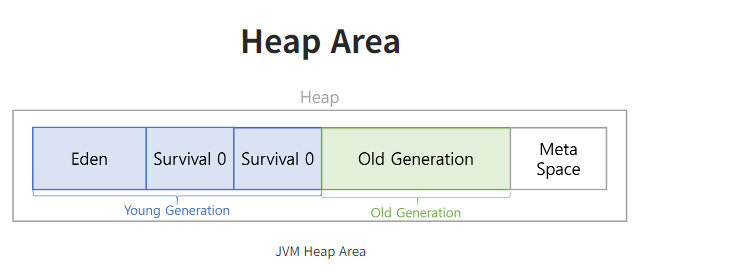 Heap Area
Heap
Eden
Survival 0
Survival 0
Old Generation
Meta
Space
Young Generation
Old Generation
JVM Heap Area